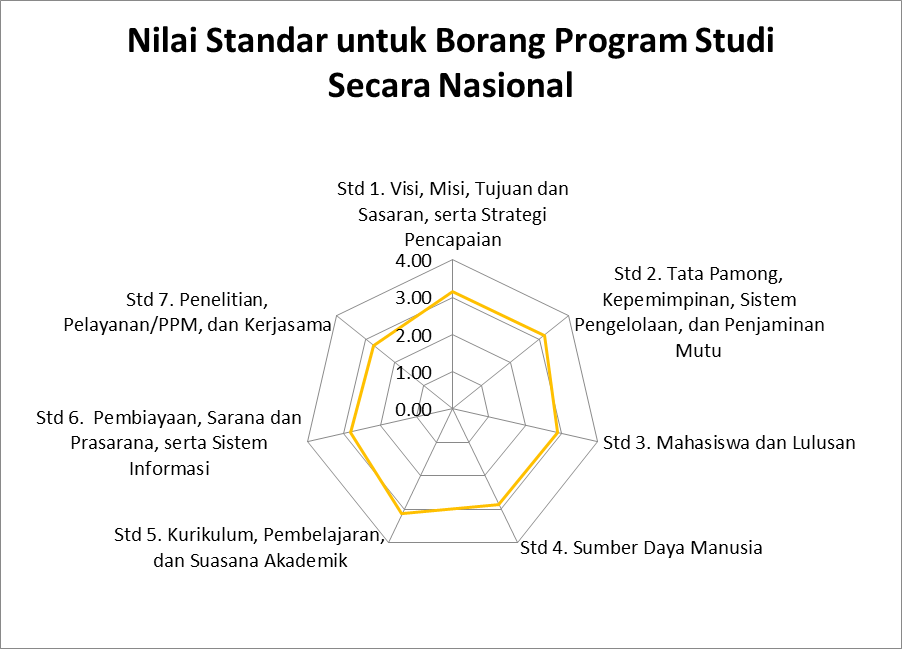 Nilai Standar untuk Borang Program Studi
Secara Nasional
Std 1. Visi, Misi, Tujuan dan
Sasaran, serta Strategi
Pencapaian
Std 2. Tata Pamong,
Kepemimpinan, Sistem
Pengelolaan, dan Penjaminan
Mutu
Std 3. Mahasiswa dan Lulusan
Std 4. Sumber Daya Manusia
Std 5. Kurikulum, Pembelajaran,
dan Suasana Akademik
Std 6.  Pembiayaan, Sarana dan
Prasarana, serta Sistem
Informasi
Std 7. Penelitian,
Pelayanan/PPM, dan Kerjasama
4.00
3.00
2.00
1.00
0.00